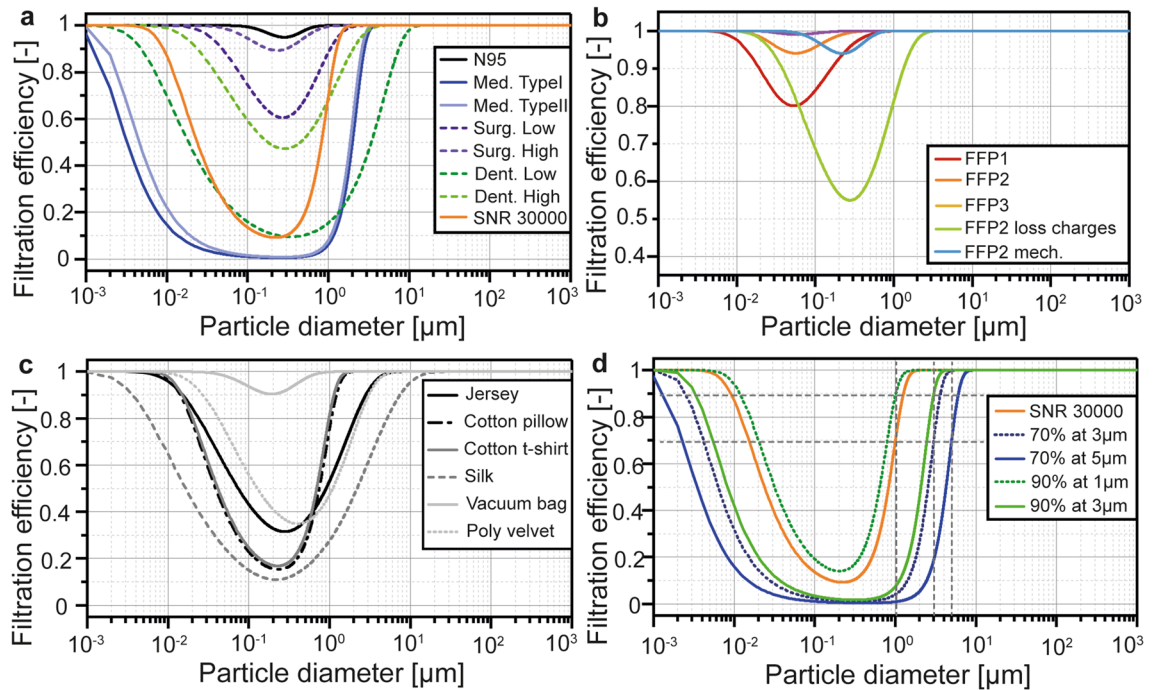 a
Filtration efficiency [-]
1
0.8
0.6
0.4
0.2
0
N95
Med. TypeI
Med. TypeII
Surg. Low
Surg. High
Dent. Low
Dent. High
SNR 30000
10-3 10-2 10-1 100 101 102 103
Particle diameter [µm]
b
Filtration efficiency [-]
1
0.9
0.8
0.7
0.6
0.5
0.4
FFP1
FFP2
FFP3
FFP2 loss charges
FFP2 mech.
10-3 10-2 10-1 100 101 102 103
Particle diameter [µm]
c
Filtration efficiency [-]
1
0.8
0.6
0.4
0.2
0
Jersey
Cotton pillow
Cotton t-shirt
Silk
Vacuum bag
Poly velvet
10-3 10-2 10-1 100 101 102 103
Particle diameter [µm]
d
Filtration efficiency [-]
1
0.8
0.6
0.4
0.2
0
SNR 30000
70% at 3µm
70% at 5µm
90% at 1µm
90% at 3µm
10-3 10-2 10-1 100 101 102 103
Particle diameter [µm]